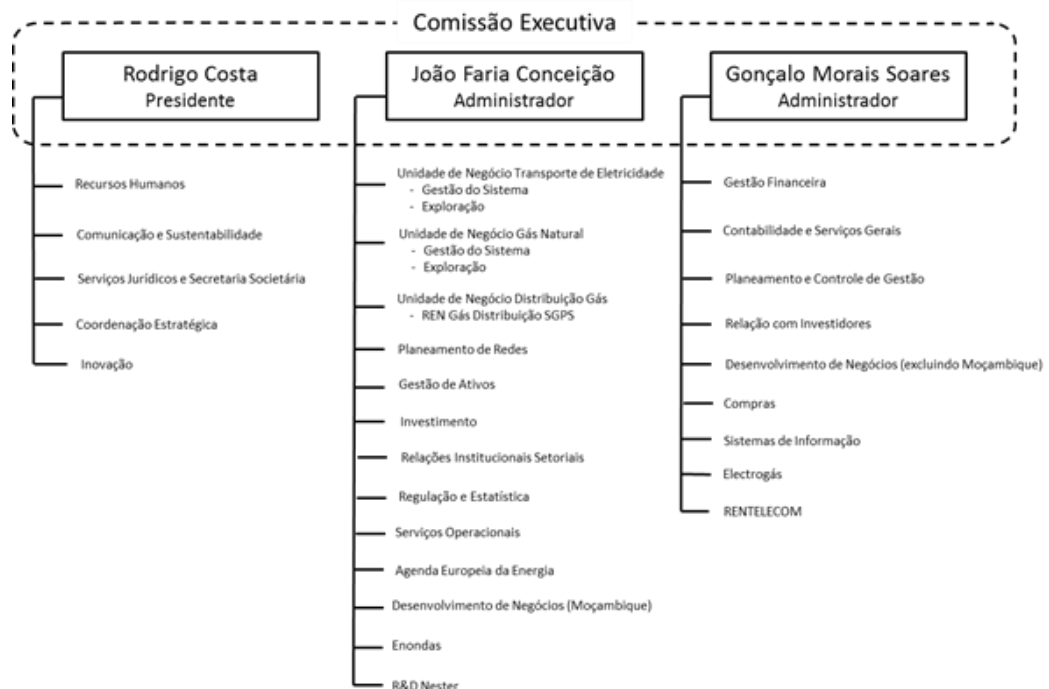 Comissão Executiva
Rodrigo Costa
Presidente
Recursos Humanos
Comunicação e Sustentabilidade
Serviços Jurídicos e Secretaria Societária
Coordenação Estratégica
Inovação
João Faria Conceição
Administrador
Unidade de Negócio Transporte de Eletricidade
- Gestão do Sistema
- Exploração
Unidade de Negócio Gás Natural
- Gestão do Sistema
- Exploração
Unidade de Negócio Distribuição Gás
- REN Gás Distribuição SGPS
Planeamento de Redes
Gestão de Ativos
Investimento
Relações Institucionais Setoriais
Regulação e Estatística
Serviços Operacionais
Agenda Europeia da Energia
Desenvolvimento de Negócios (Moçambique)
Enondas
R&D Nester
Gonçalo Morais Soares
Administrador
Gestão Financeira
Contabilidade e Serviços Gerais
Planeamento e Controle de Gestão
Relação com Investidores
Desenvolvimento de Negócios (excluindo Moçambique)
Compras
Sistemas de Informação
Electrogás
RENTELECOM